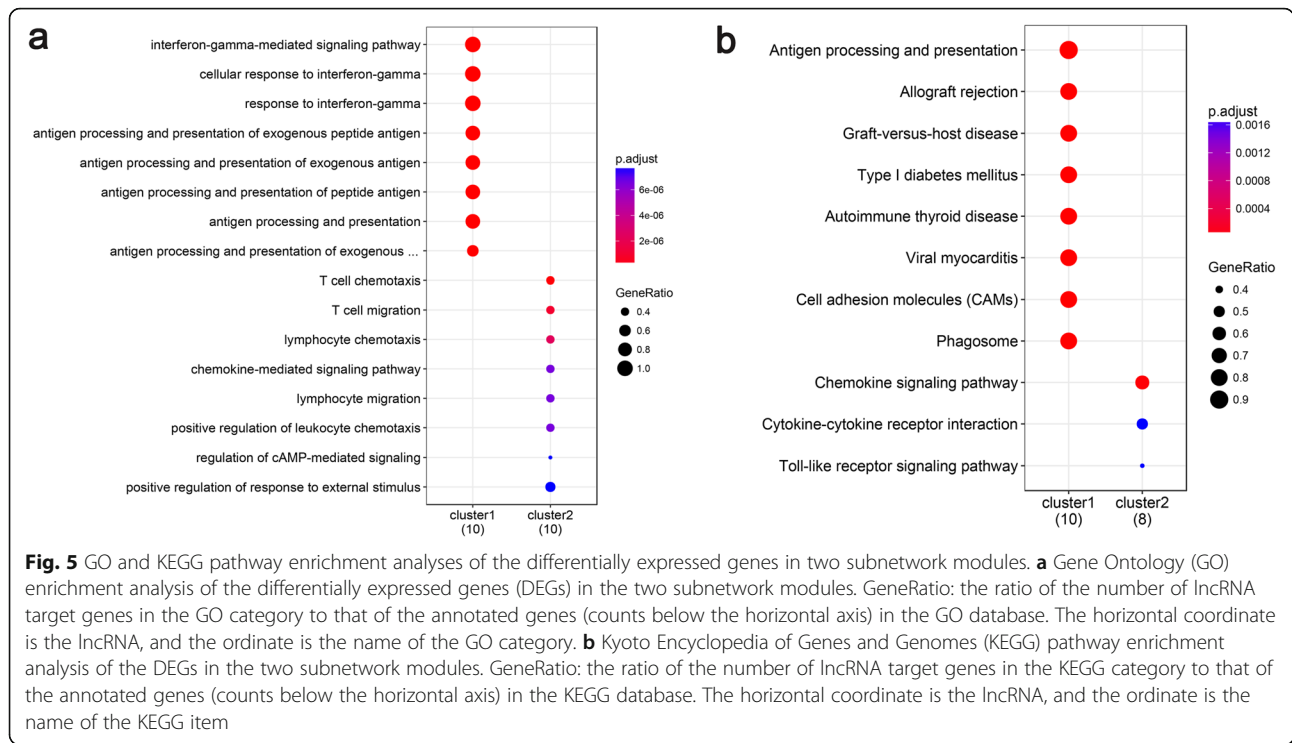 a
interferon-gamma-mediated signaling pathway
cellular response to interferon-gamma
response to interferon-gamma
antigen processing and presentation of exogenous peptide antigen
antigen processing and presentation of exogenous antigen
antigen processing and presentation of peptide antigen
antigen processing and presentation
antigen processing and presentation of exogenous ...
T cell chemotaxis
T cell migration
lymphocyte chemotaxis
chemokine-mediated signaling pathway
lymphocyte migration
positive regulation of leukocyte chemotaxis
regulation of cAMP-mediated signaling
positive regulation of response to external stimulus
cluster1 cluster2
(10) (10)
p.adjust
6e-06
4e-06
2e-06
GeneRatio
0.4
0.6
0.8
1.0
b
Antigen processing and presentation
Allograft rejection
Graft-versus-host disease
Type I diabetes mellitus
Autoimmune thyroid disease
Viral myocarditis
Cell adhesion molecules (CAMs)
Phagosome
Chemokine signaling pathway
Cytokine-cytokine receptor interaction
Toll-like receptor signaling pathway
cluster1 cluster2
(10) (8)
p.adjust
0.0016
0.0012
0.0008
0.0004
GeneRatio
0.4
0.5
0.6
0.7
0.8
0.9
Fig. 5 GO and KEGG pathway enrichment analyses of the differentially expressed genes in two subnetwork modules. a Gene Ontology (GO)
enrichment analysis of the differentially expressed genes (DEGs) in the two subnetwork modules. GeneRatio: the ratio of the number of lncRNA
target genes in the GO category to that of the annotated genes (counts below the horizontal axis) in the GO database. The horizontal coordinate
is the lncRNA, and the ordinate is the name of the GO category. b Kyoto Encyclopedia of Genes and Genomes (KEGG) pathway enrichment
analysis of the DEGs in the two subnetwork modules. GeneRatio: the ratio of the number of lncRNA target genes in the KEGG category to that of
the annotated genes (counts below the horizontal axis) in the KEGG database. The horizontal coordinate is the lncRNA, and the ordinate is the
name of the KEGG item